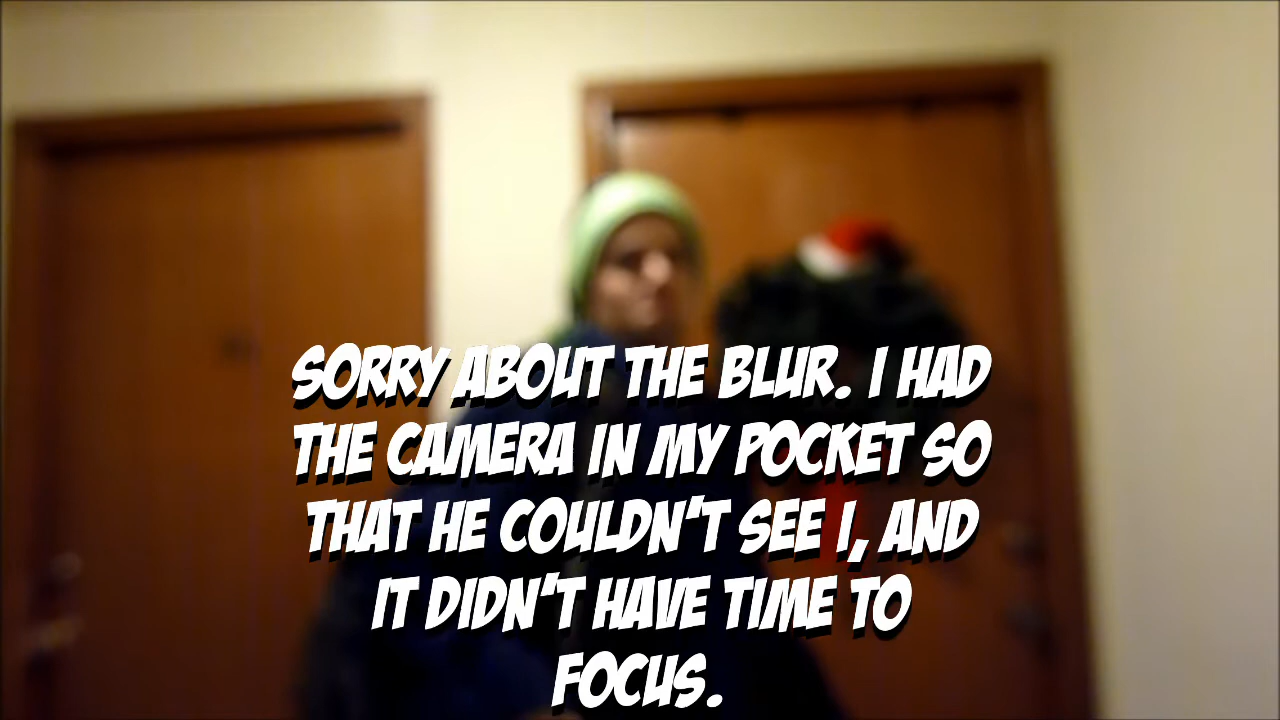 SORRY ABOUT THE BLUR. I HAD
THE CAMERA IN MY POCKET SO
THAT HE COULDN'T SEE I, AND
IT DIDN'T HAVE TIME TO
FOCUS.